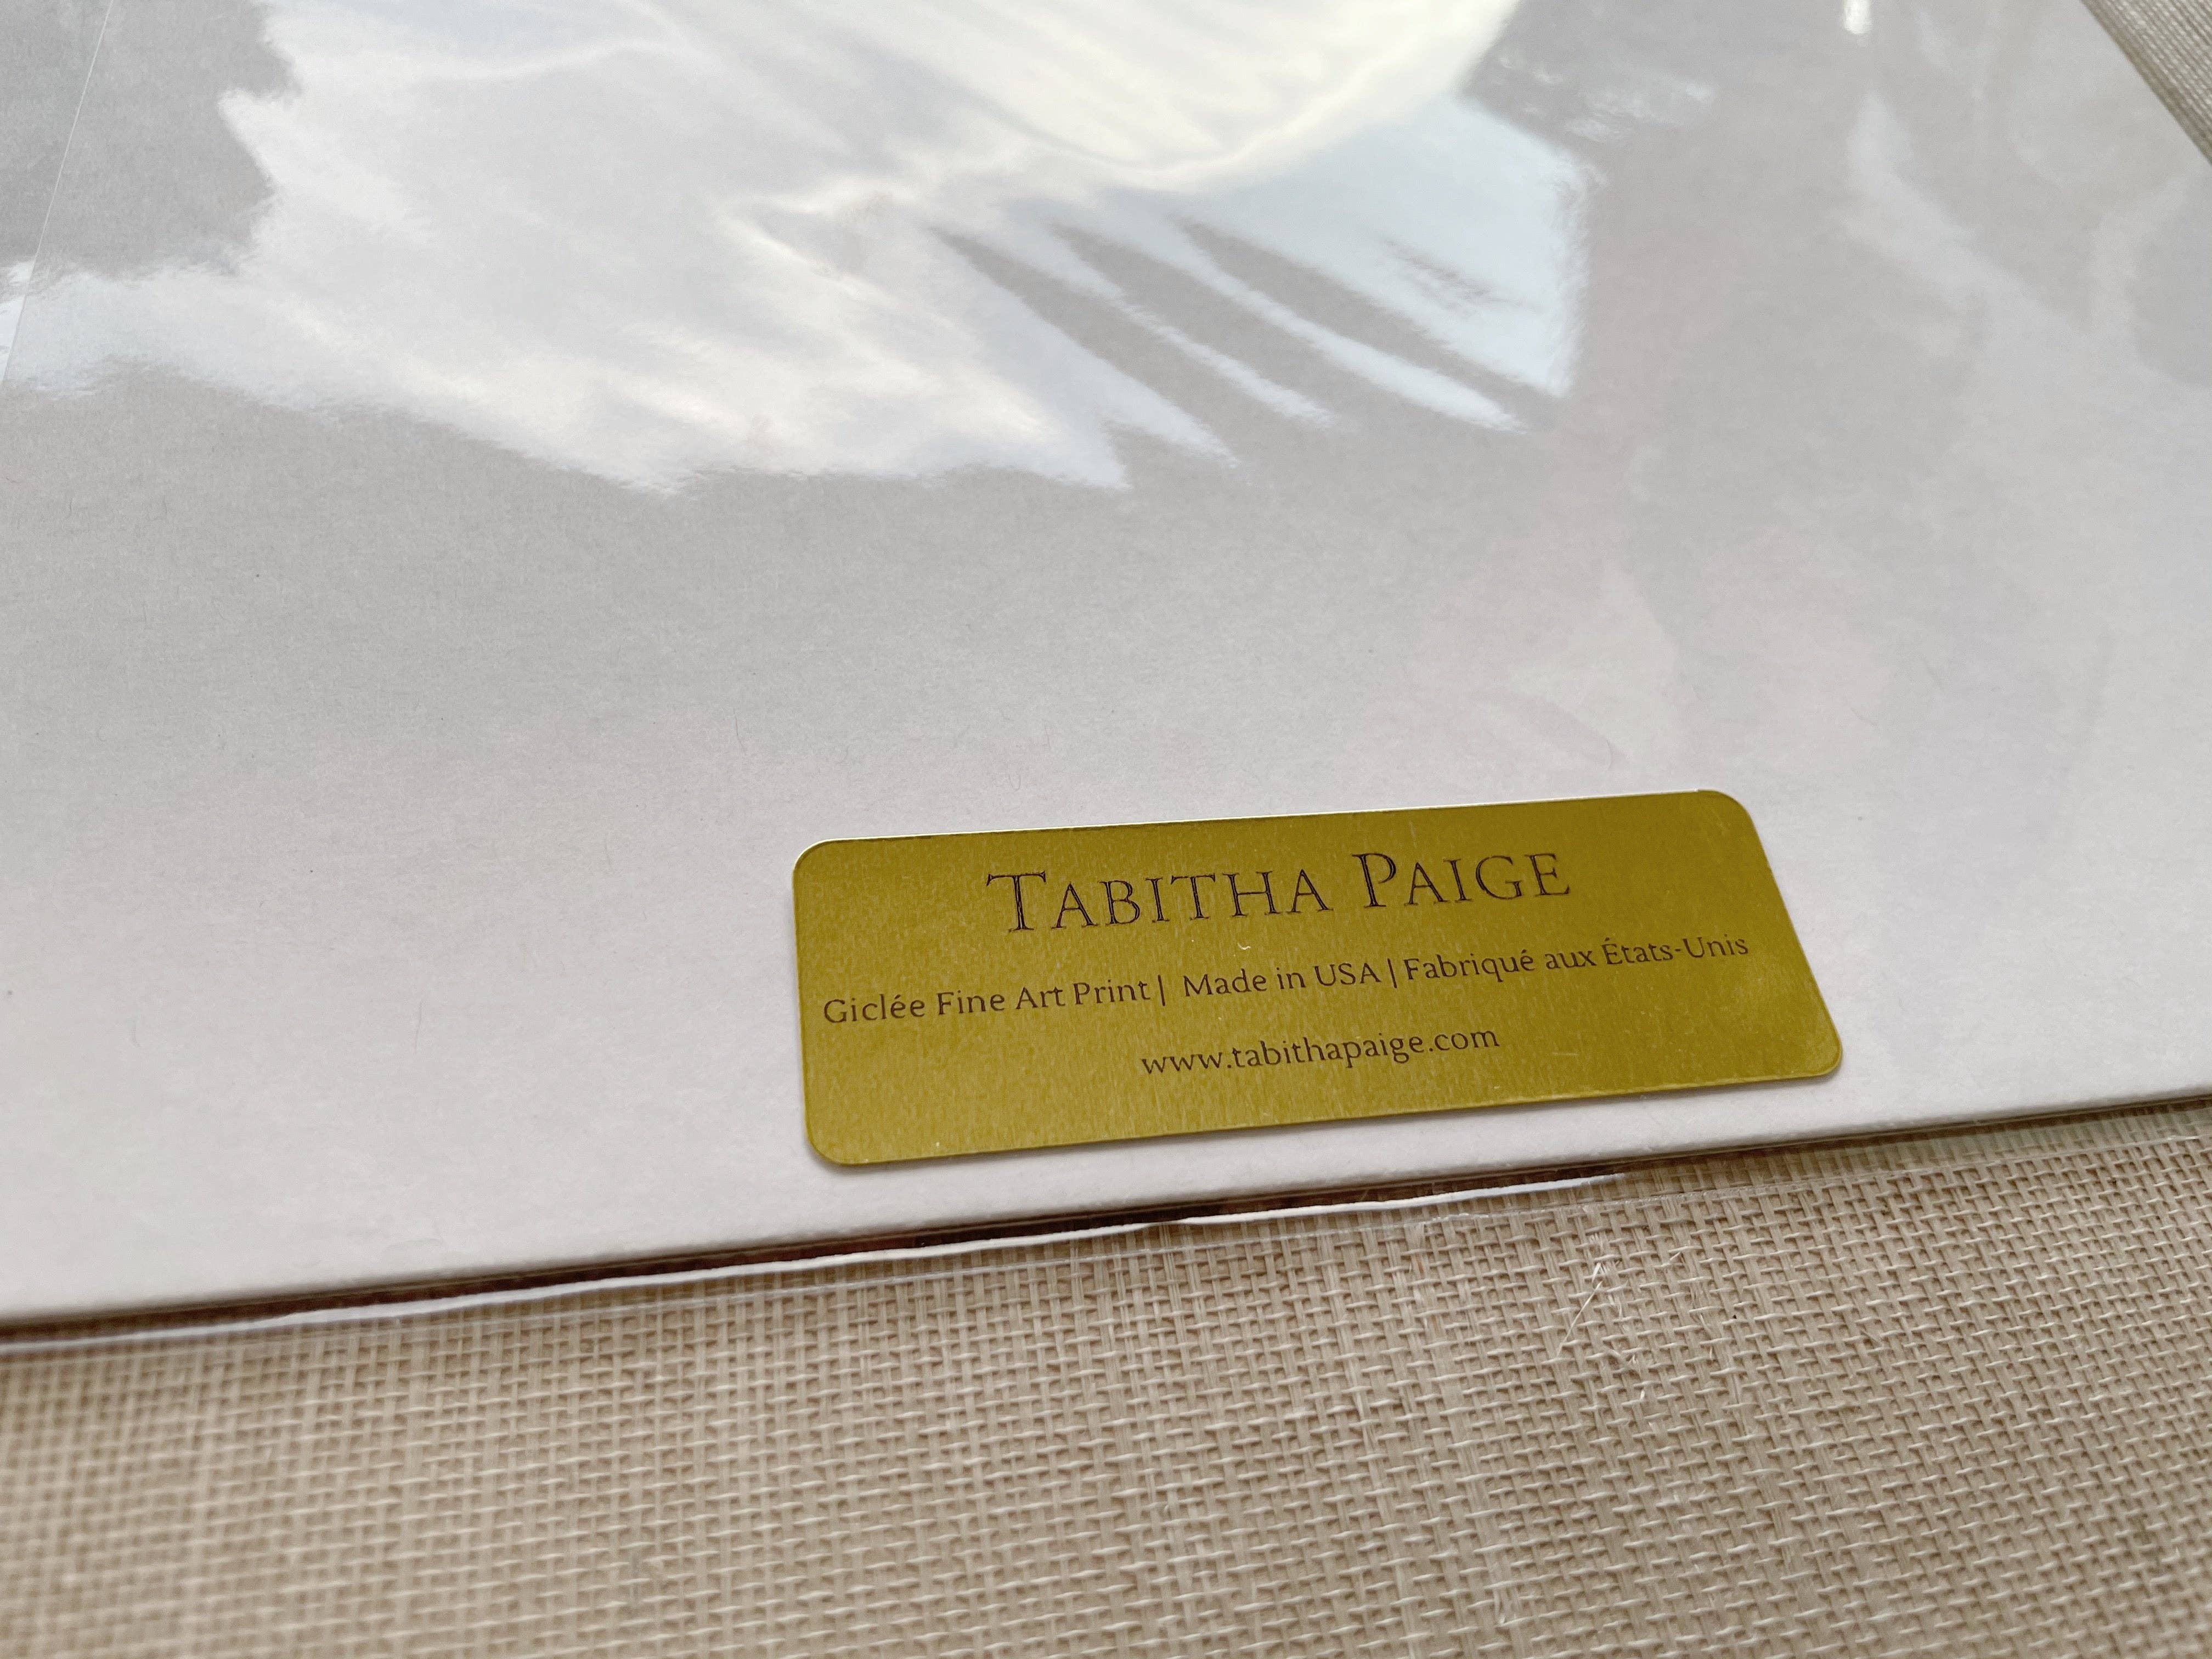 TABITHA PAIGE
Giclée Fine Art Print | Made in USA | Fabriqué aux États-Unis
www.tabithapaige.com